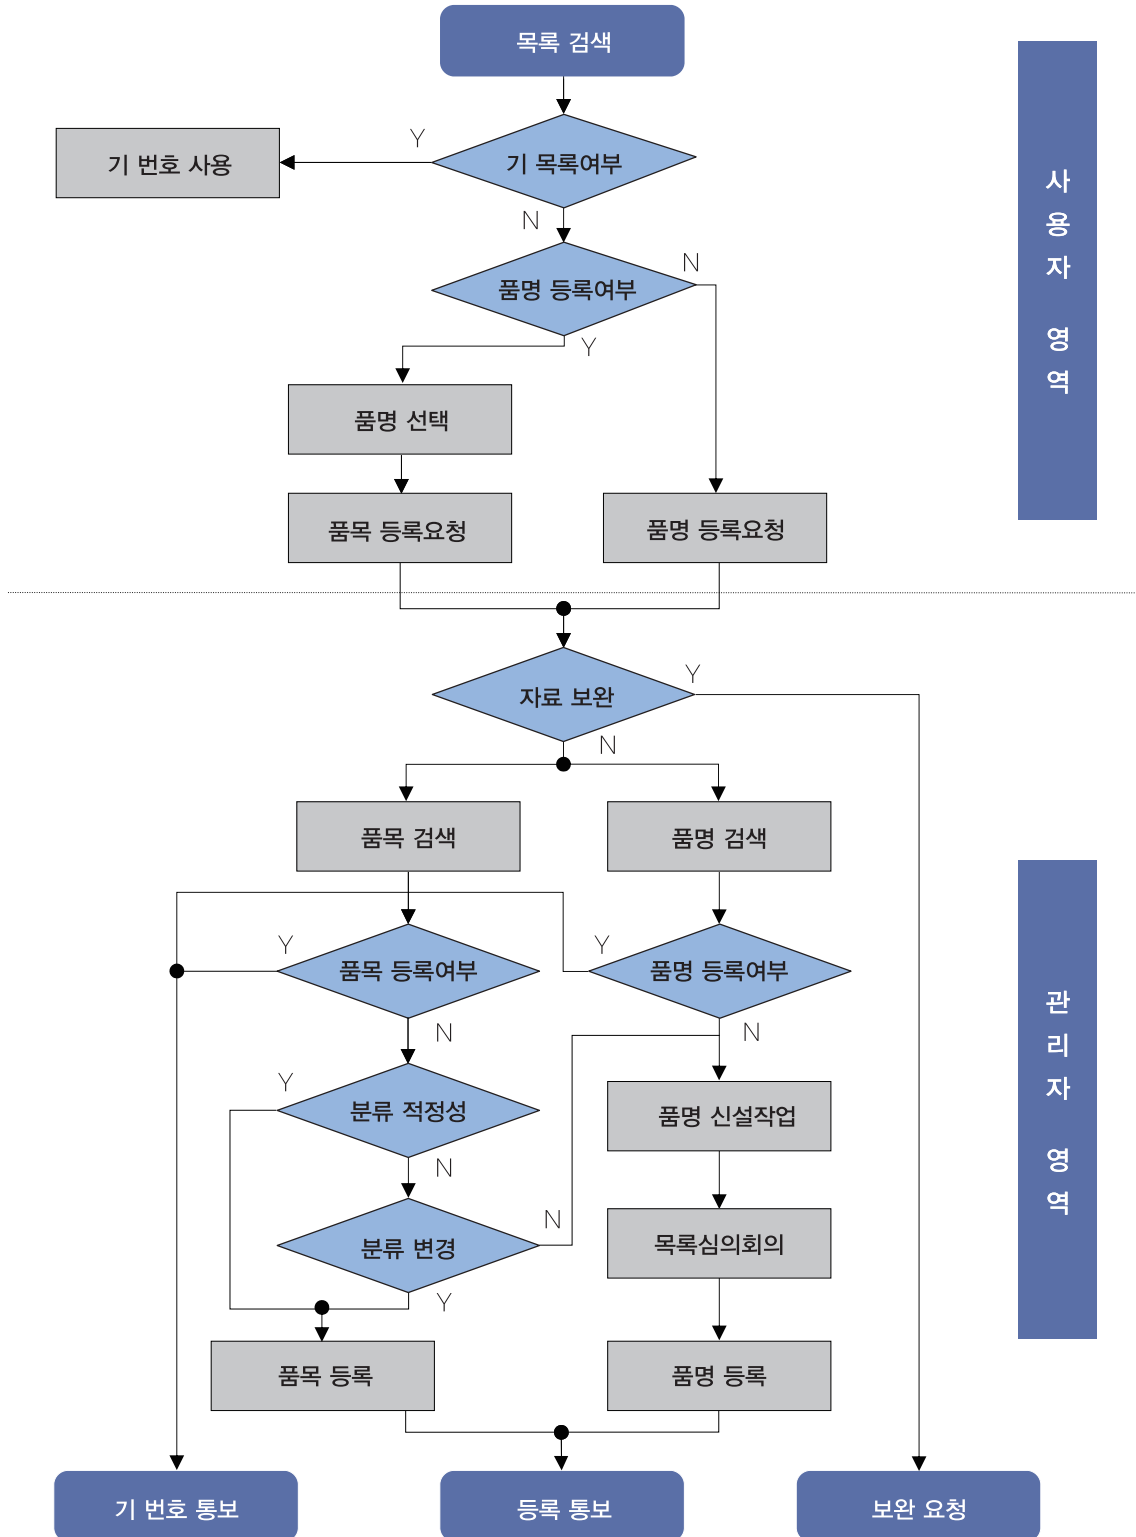 목록 검색
Y
기 번호 사용
기 목록여부
N
품명 등록여부
N
Y
품명 선택
품목 등록요청
품명 등록요청
사용자 영역
자료 보완
Y
N
품목 검색
품명 검색
Y
품목 등록여부
Y
품명 등록여부
N
N
Y
분류 적정성
품명 신설작업
N
분류 변경
N
목록심의회의
Y
품목 등록
품명 등록
관리자 영역
기 번호 통보
등록 통보
보완 요청